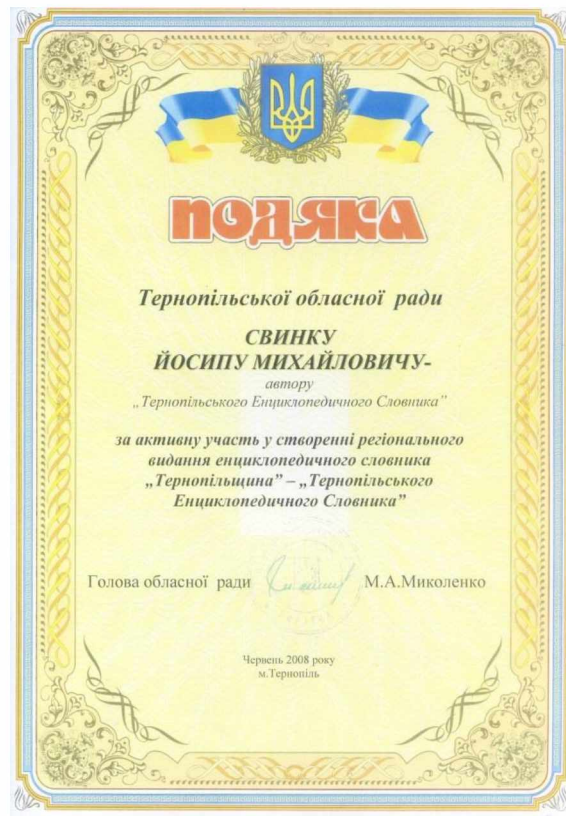 ПОДЯКА
Тернопільської обласної ради
СВИНКУ
ЙОСИПУ МИХАЙЛОВИЧУ-
автору
„Тернопільського Енциклопедичного Словника”
за активну участь у створенні регіонального
видання енциклопедичного словника
„Тернопільщина” – „Тернопільського
Енциклопедичного Словника”
Голова обласної ради М.А.Миколенко
Червень 2008 року
м.Тернопіль